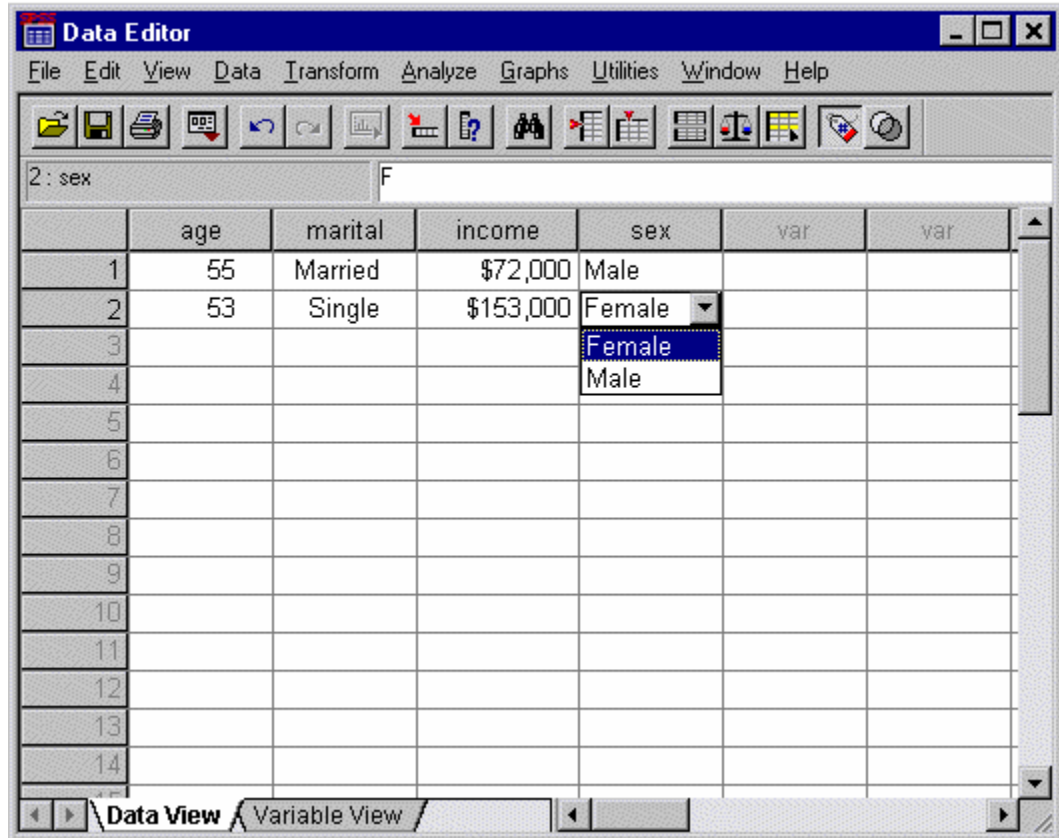 SPSS
Data Editor
File Edit View Data Transform Analyze Graphs Utilities Window Help
2 : sex F
age marital income sex var var
1 55 Married $72,000 Male
2 53 Single $153,000 Female
3 Female
4 Male
5
6
7
8
9
10
11
12
13
14
15
Data View Variable View